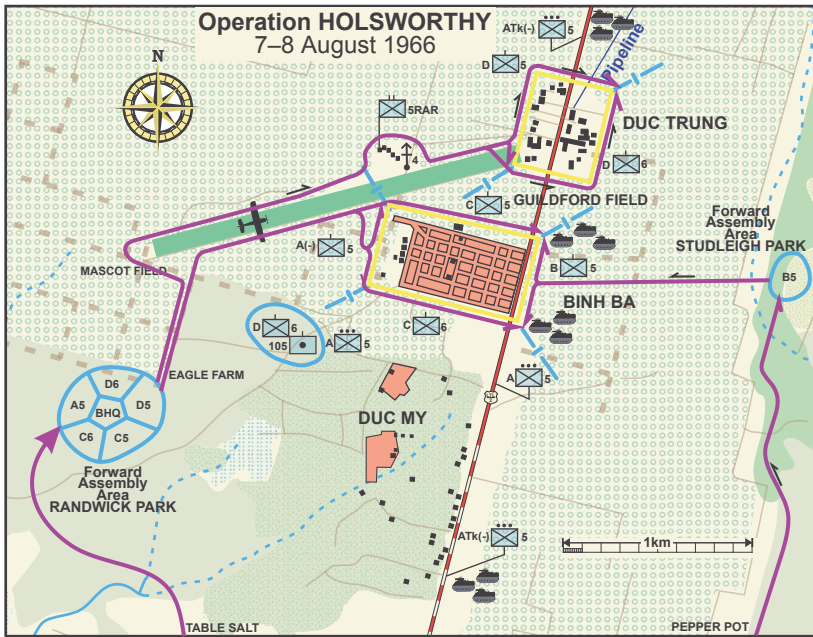 Operation HOLSWORTHY
7–8 August 1966
N
ATk(-) 5
Pipeline
D 5
5RAR
DUC TRUNG
4
D 6
GUILDFORD FIELD
C 5
Forward
Assembly
Area
STUDLEIGH PARK
A(-) 5
MASCOT FIELD
B 5
B5
BINH BA
D 6
105
A 5
C 6
EAGLE FARM
A 5
D6
A5
D5
BHQ
C6
C5
DUC MY
Forward
Assembly
Area
RANDWICK PARK
ATk(-) 5
1km
TABLE SALT
PEPPER POT